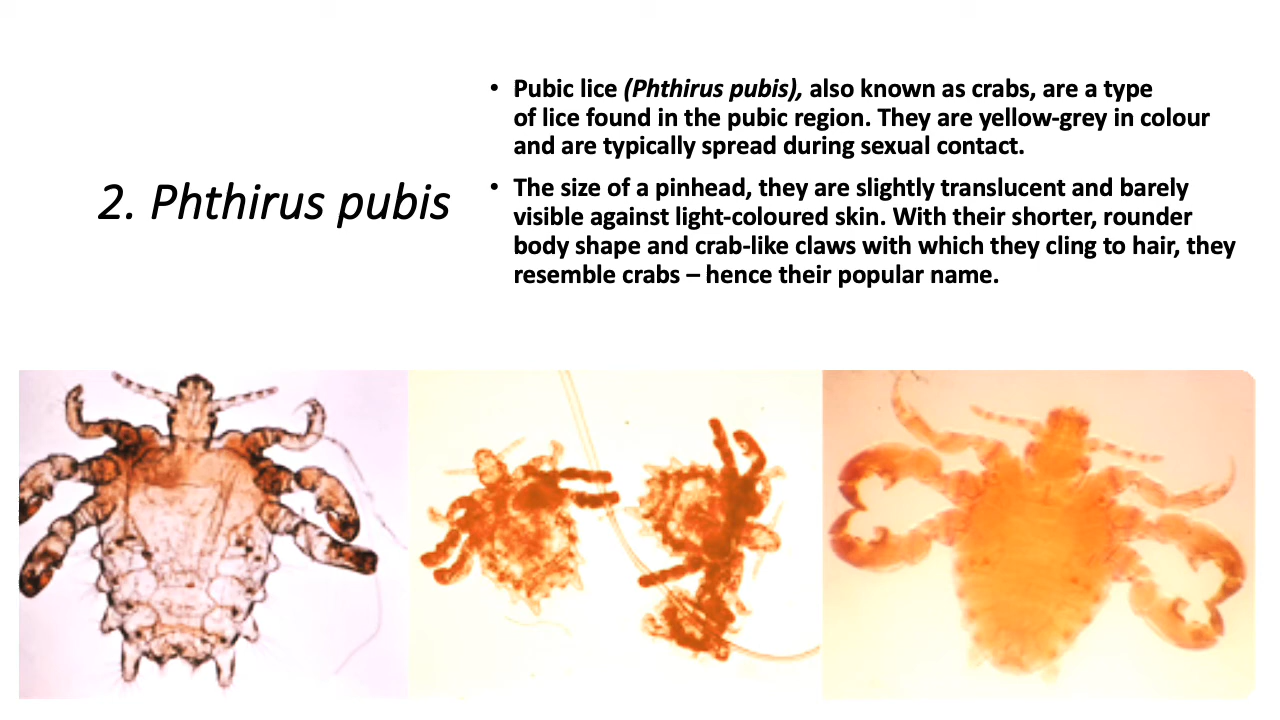 2. Phthirus pubis
• Pubic lice (Phthirus pubis), also known as crabs, are a type
of lice found in the pubic region. They are yellow-grey in colour
and are typically spread during sexual contact.
• The size of a pinhead, they are slightly translucent and barely
visible against light-coloured skin. With their shorter, rounder
body shape and crab-like claws with which they cling to hair, they
resemble crabs – hence their popular name.